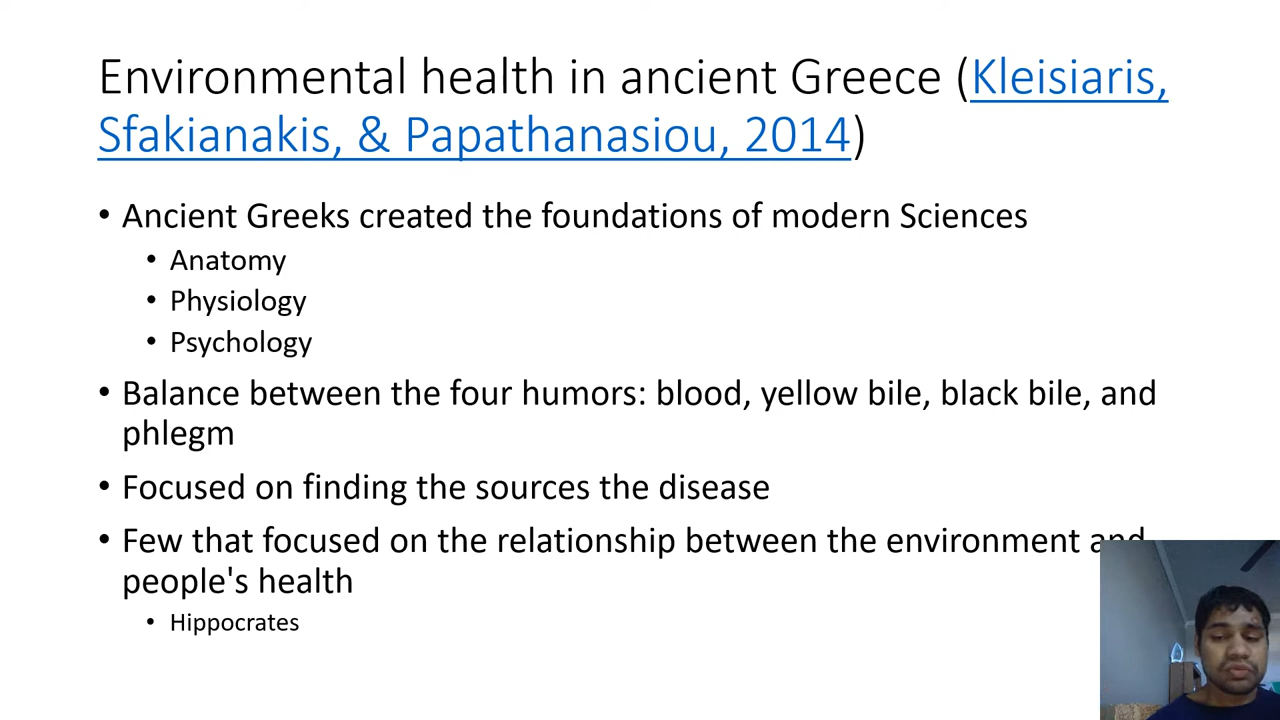 Environmental health in ancient Greece (Kleisiaris,
Sfakianakis, & Papathanasiou, 2014)
• Ancient Greeks created the foundations of modern Sciences
• Anatomy
• Physiology
• Psychology
• Balance between the four humors: blood, yellow bile, black bile, and
phlegm
• Focused on finding the sources the disease
• Few that focused on the relationship between the environment and
people's health
• Hippocrates